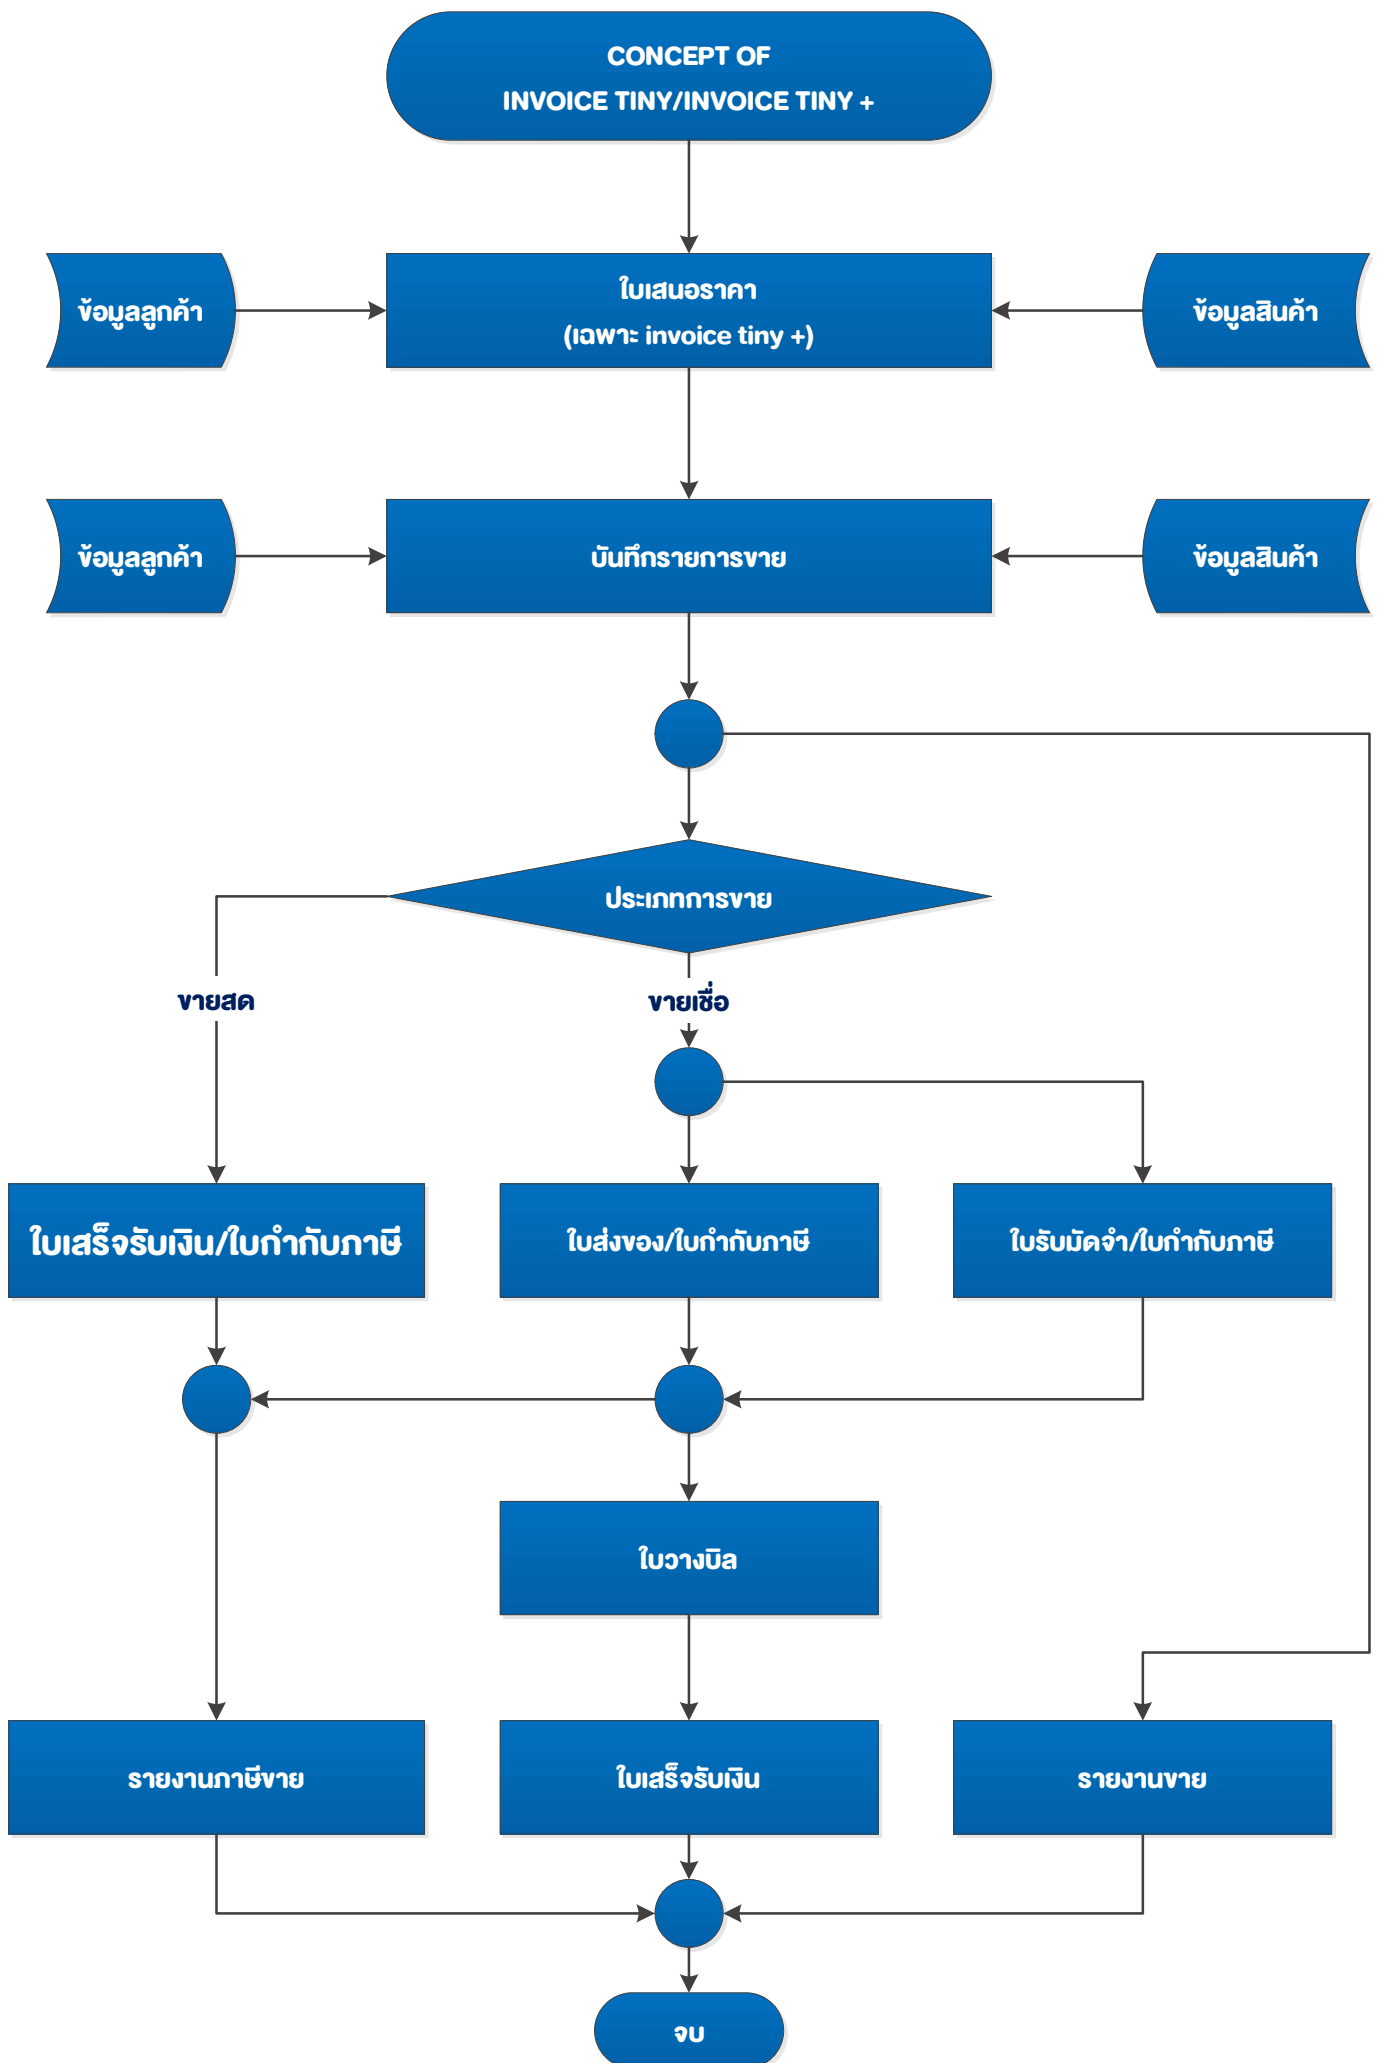 CONCEPT OF
INVOICE TINY/INVOICE TINY +
ข้อมูลลูกค้า
ใบเสนอราคา
(เฉพาะ invoice tiny +)
ข้อมูลสินค้า
ข้อมูลลูกค้า
บันทึกรายการขาย
ข้อมูลสินค้า
ประเภทการขาย
ขายสด
ขายเชื่อ
ใบเสร็จรับเงิน/ใบกำกับภาษี
ใบส่งของ/ใบกำกับภาษี
ใบรับมัดจำ/ใบกำกับภาษี
ใบวางบิล
รายงานภาษีขาย
ใบเสร็จรับเงิน
รายงานขาย
จบ